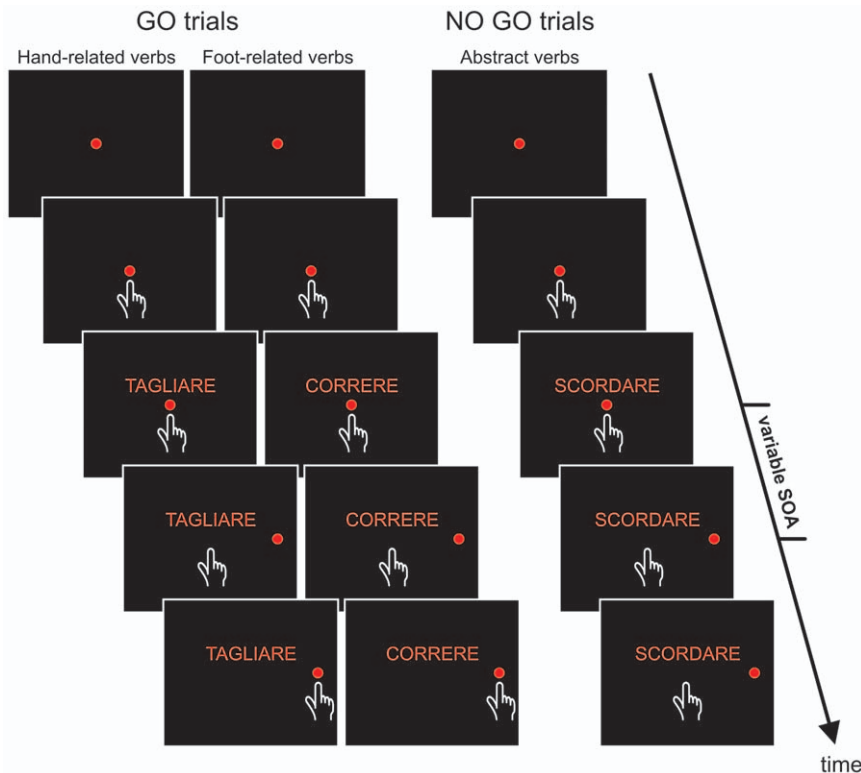 GO trials
NO GO trials
Hand-related verbs
Foot-related verbs
Abstract verbs
TAGLIARE
CORRERE
SCORDARE
variable SOA
TAGLIARE
CORRERE
SCORDARE
TAGLIARE
CORRERE
SCORDARE
time